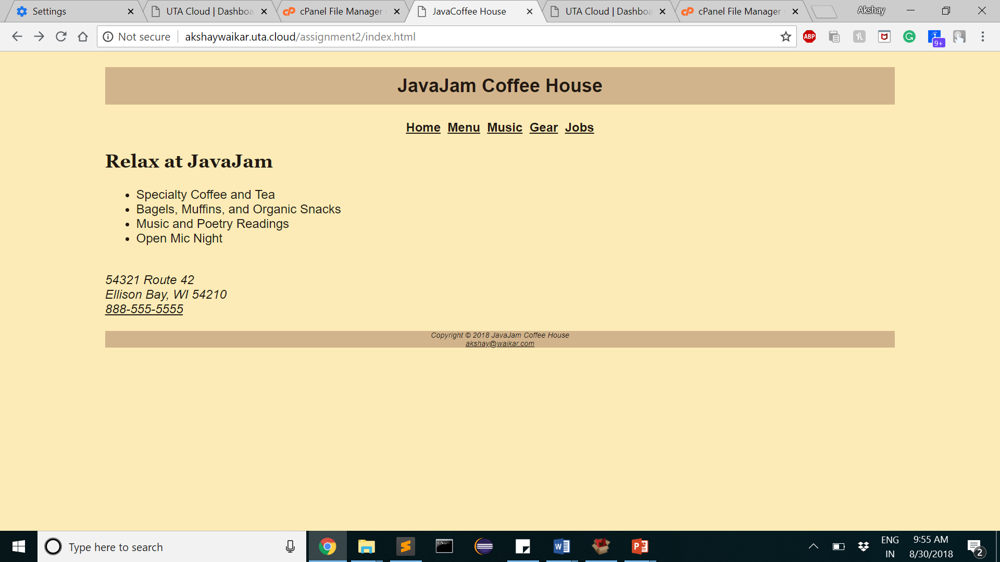 Settings
UTA Cloud | Dashboa
cPanel File Manager
JavaCoffee House
UTA Cloud | Dashboa
cPanel File Manager
Akshay
Not secure
akshaywaikar.uta.cloud/assignment2/index.html
ABP
9+
JavaJam Coffee House
Home Menu Music Gear Jobs
Relax at JavaJam
• Specialty Coffee and Tea
• Bagels, Muffins, and Organic Snacks
• Music and Poetry Readings
• Open Mic Night
54321 Route 42
Ellison Bay, WI 54210
888-555-5555
Copyright © 2018 JavaJam Coffee House
akshay@waikar.com
Type here to search
ENG
IN
9:55 AM
8/30/2018
2